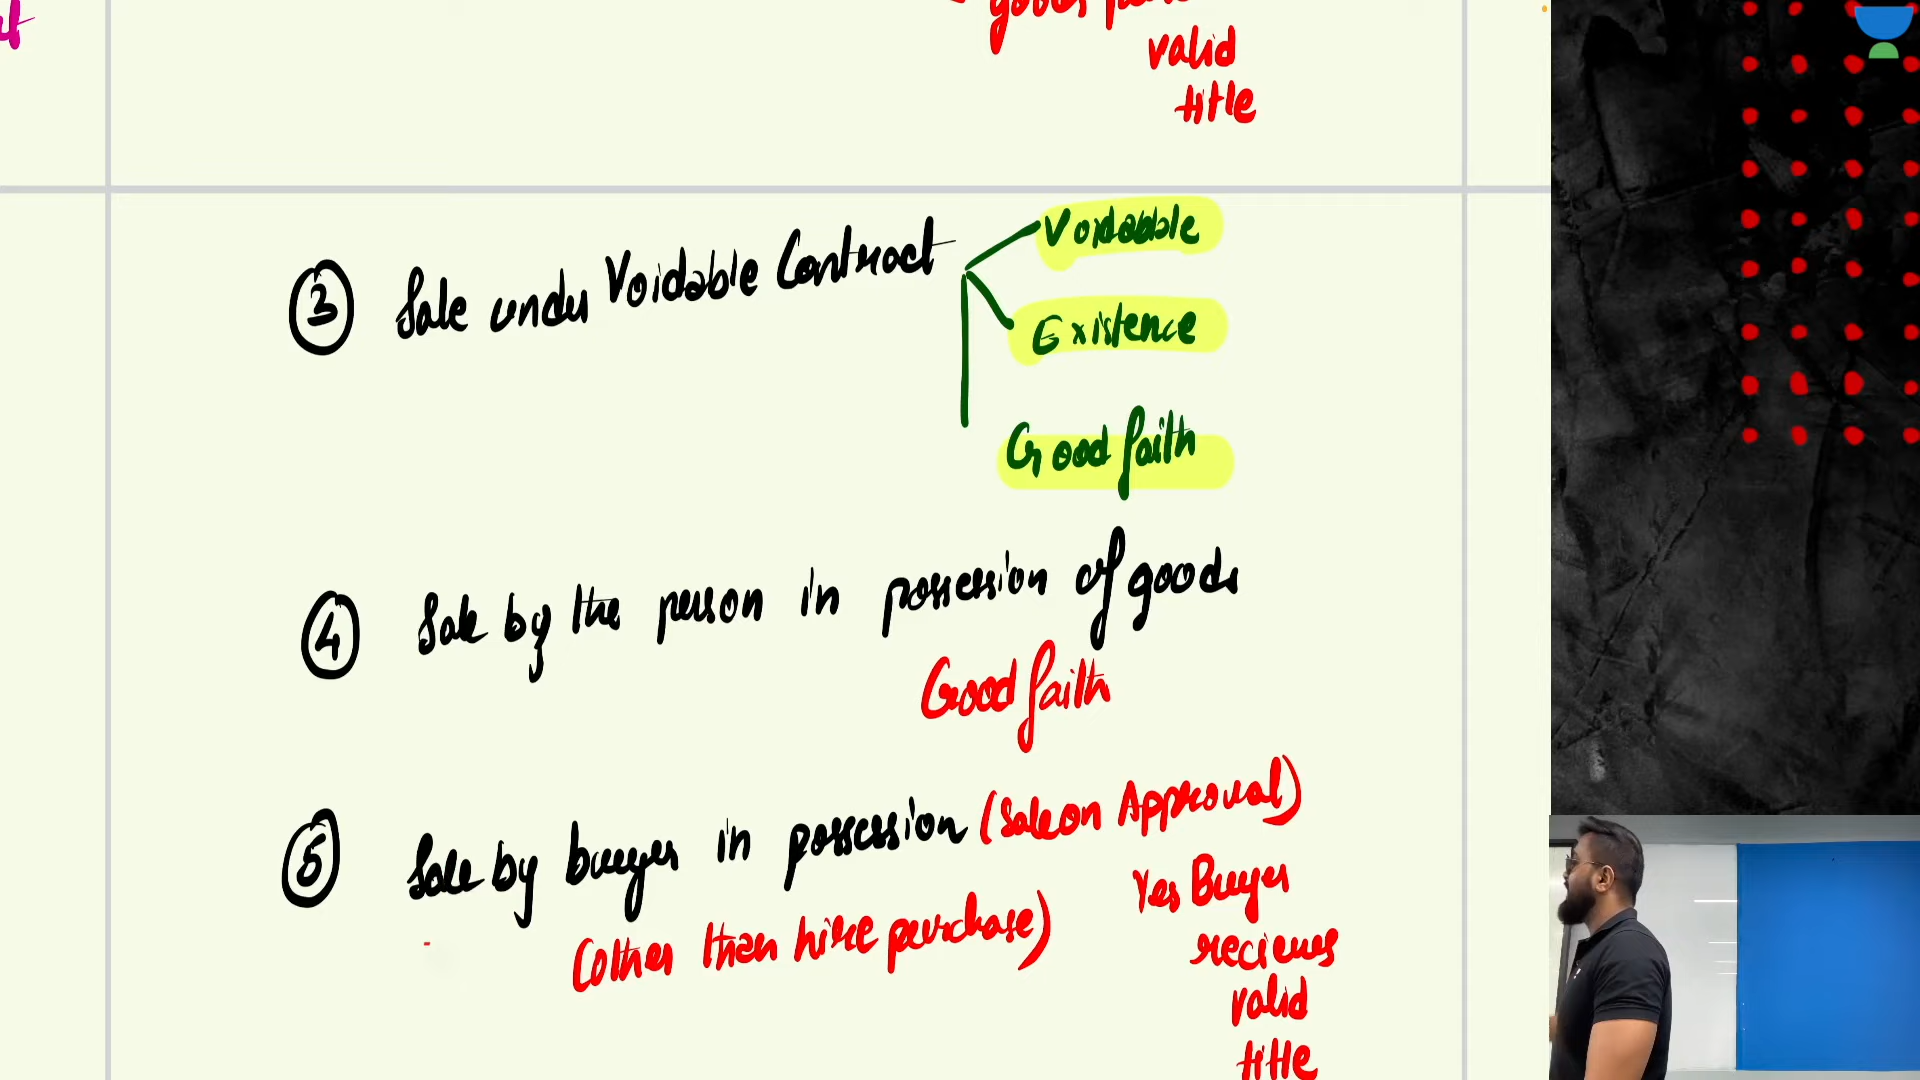 valid
title
③ Sale under Voidable Contract
Voidable
Existence
Good faith
④ Sale by the person in possession of goods
Good faith
⑤ Sale by buyer in possession (Sale on Approval)
(other than hire purchase)
Yes Buyer
recieves
valid
title